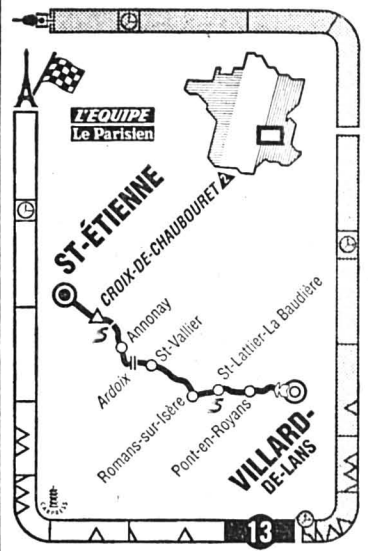 L'EQUIPE
Le Parisien
ST-ÉTIENNE
CROIX-DE-CHAUBOURET
2
S
Annonay
Ardoix
St-Vallier
Romans-sur-Isère
S
St-Lattier-La Baudière
Pont-en-Royans
VILLARD-
DE-LANS
13